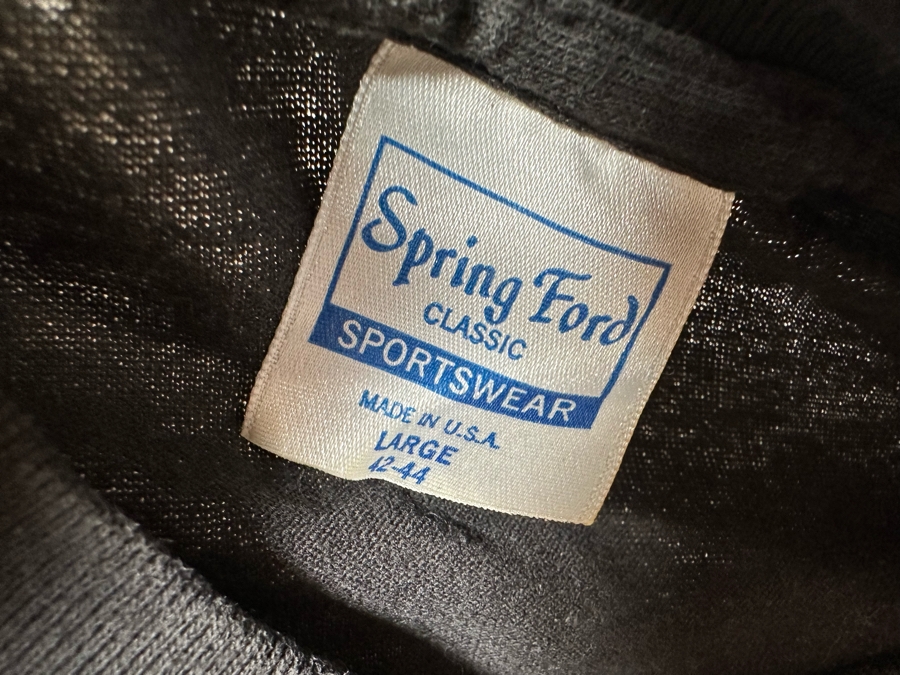 Spring Ford
CLASSIC
SPORTSWEAR
MADE IN U.S.A.
LARGE
42-44